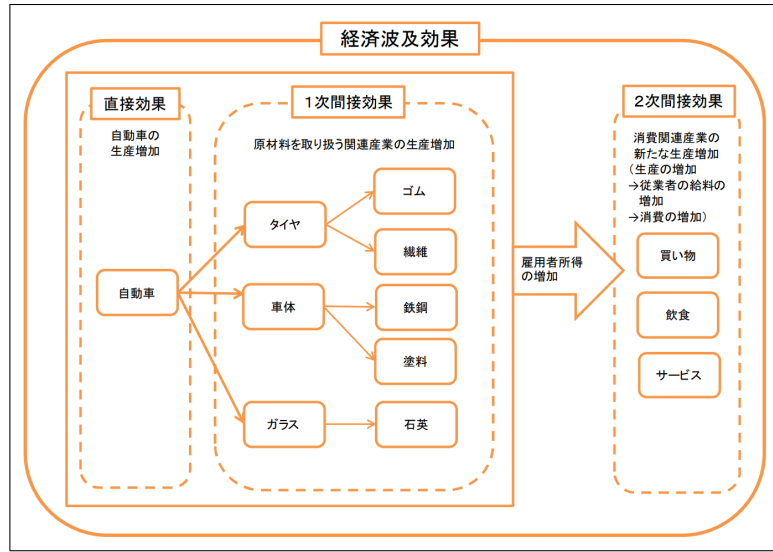 経済波及効果
直接効果
自動車の
生産増加
自動車
1次間接効果
原材料を取り扱う関連産業の生産増加
タイヤ
車体
ガラス
ゴム
繊維
鉄鋼
塗料
石英
雇用者所得
の増加
2次間接効果
消費関連産業の
新たな生産増加
(生産の増加
→従業者の給料の
増加
→消費の増加)
買い物
飲食
サービス